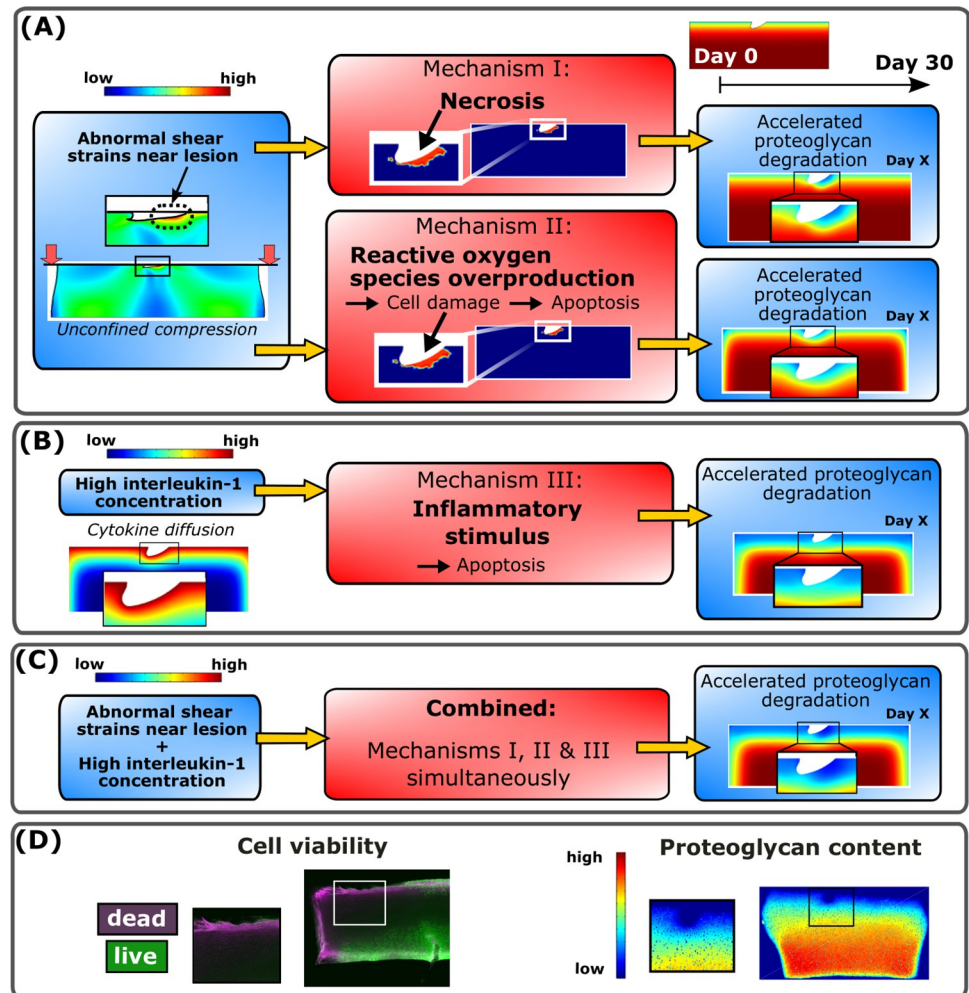 (A)
low high
Abnormal shear
strains near lesion
Unconfined compression
Mechanism I:
Necrosis
Mechanism II:
Reactive oxygen
species overproduction
Cell damage Apoptosis
Day 0
Day 30
Accelerated
proteoglycan
degradation
Day X
Accelerated
proteoglycan
degradation
Day X
(B)
low high
High interleukin-1
concentration
Cytokine diffusion
Mechanism III:
Inflammatory
stimulus
Apoptosis
Accelerated proteoglycan
degradation
Day X
(C)
low high
Abnormal shear
strains near lesion
+
High interleukin-1
concentration
Combined:
Mechanisms I, II & III
simultaneously
Accelerated proteoglycan
degradation
Day X
(D)
Cell viability
dead
live
Proteoglycan content
high
low